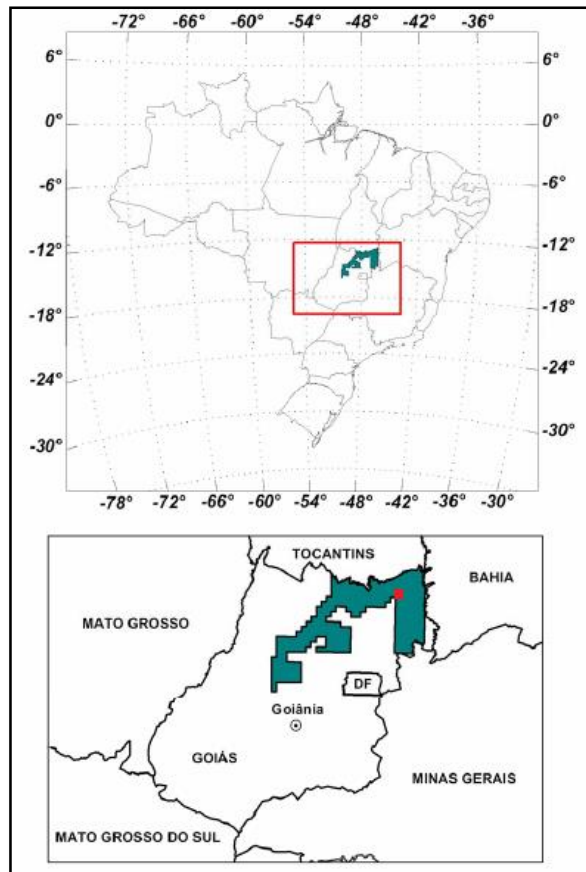 -72° -66° -60° -54° -48° -42° -36°
6° 6°
0° 0°
-6° -6°
-12° -12°
-18° -18°
-24° -24°
-30° -30°
-78° -72° -66° -60° -54° -48° -42° -36° -30°
TOCANTINS
BAHIA
MATO GROSSO
DF
Goiânia
GOIÁS
MINAS GERAIS
MATO GROSSO DO SUL